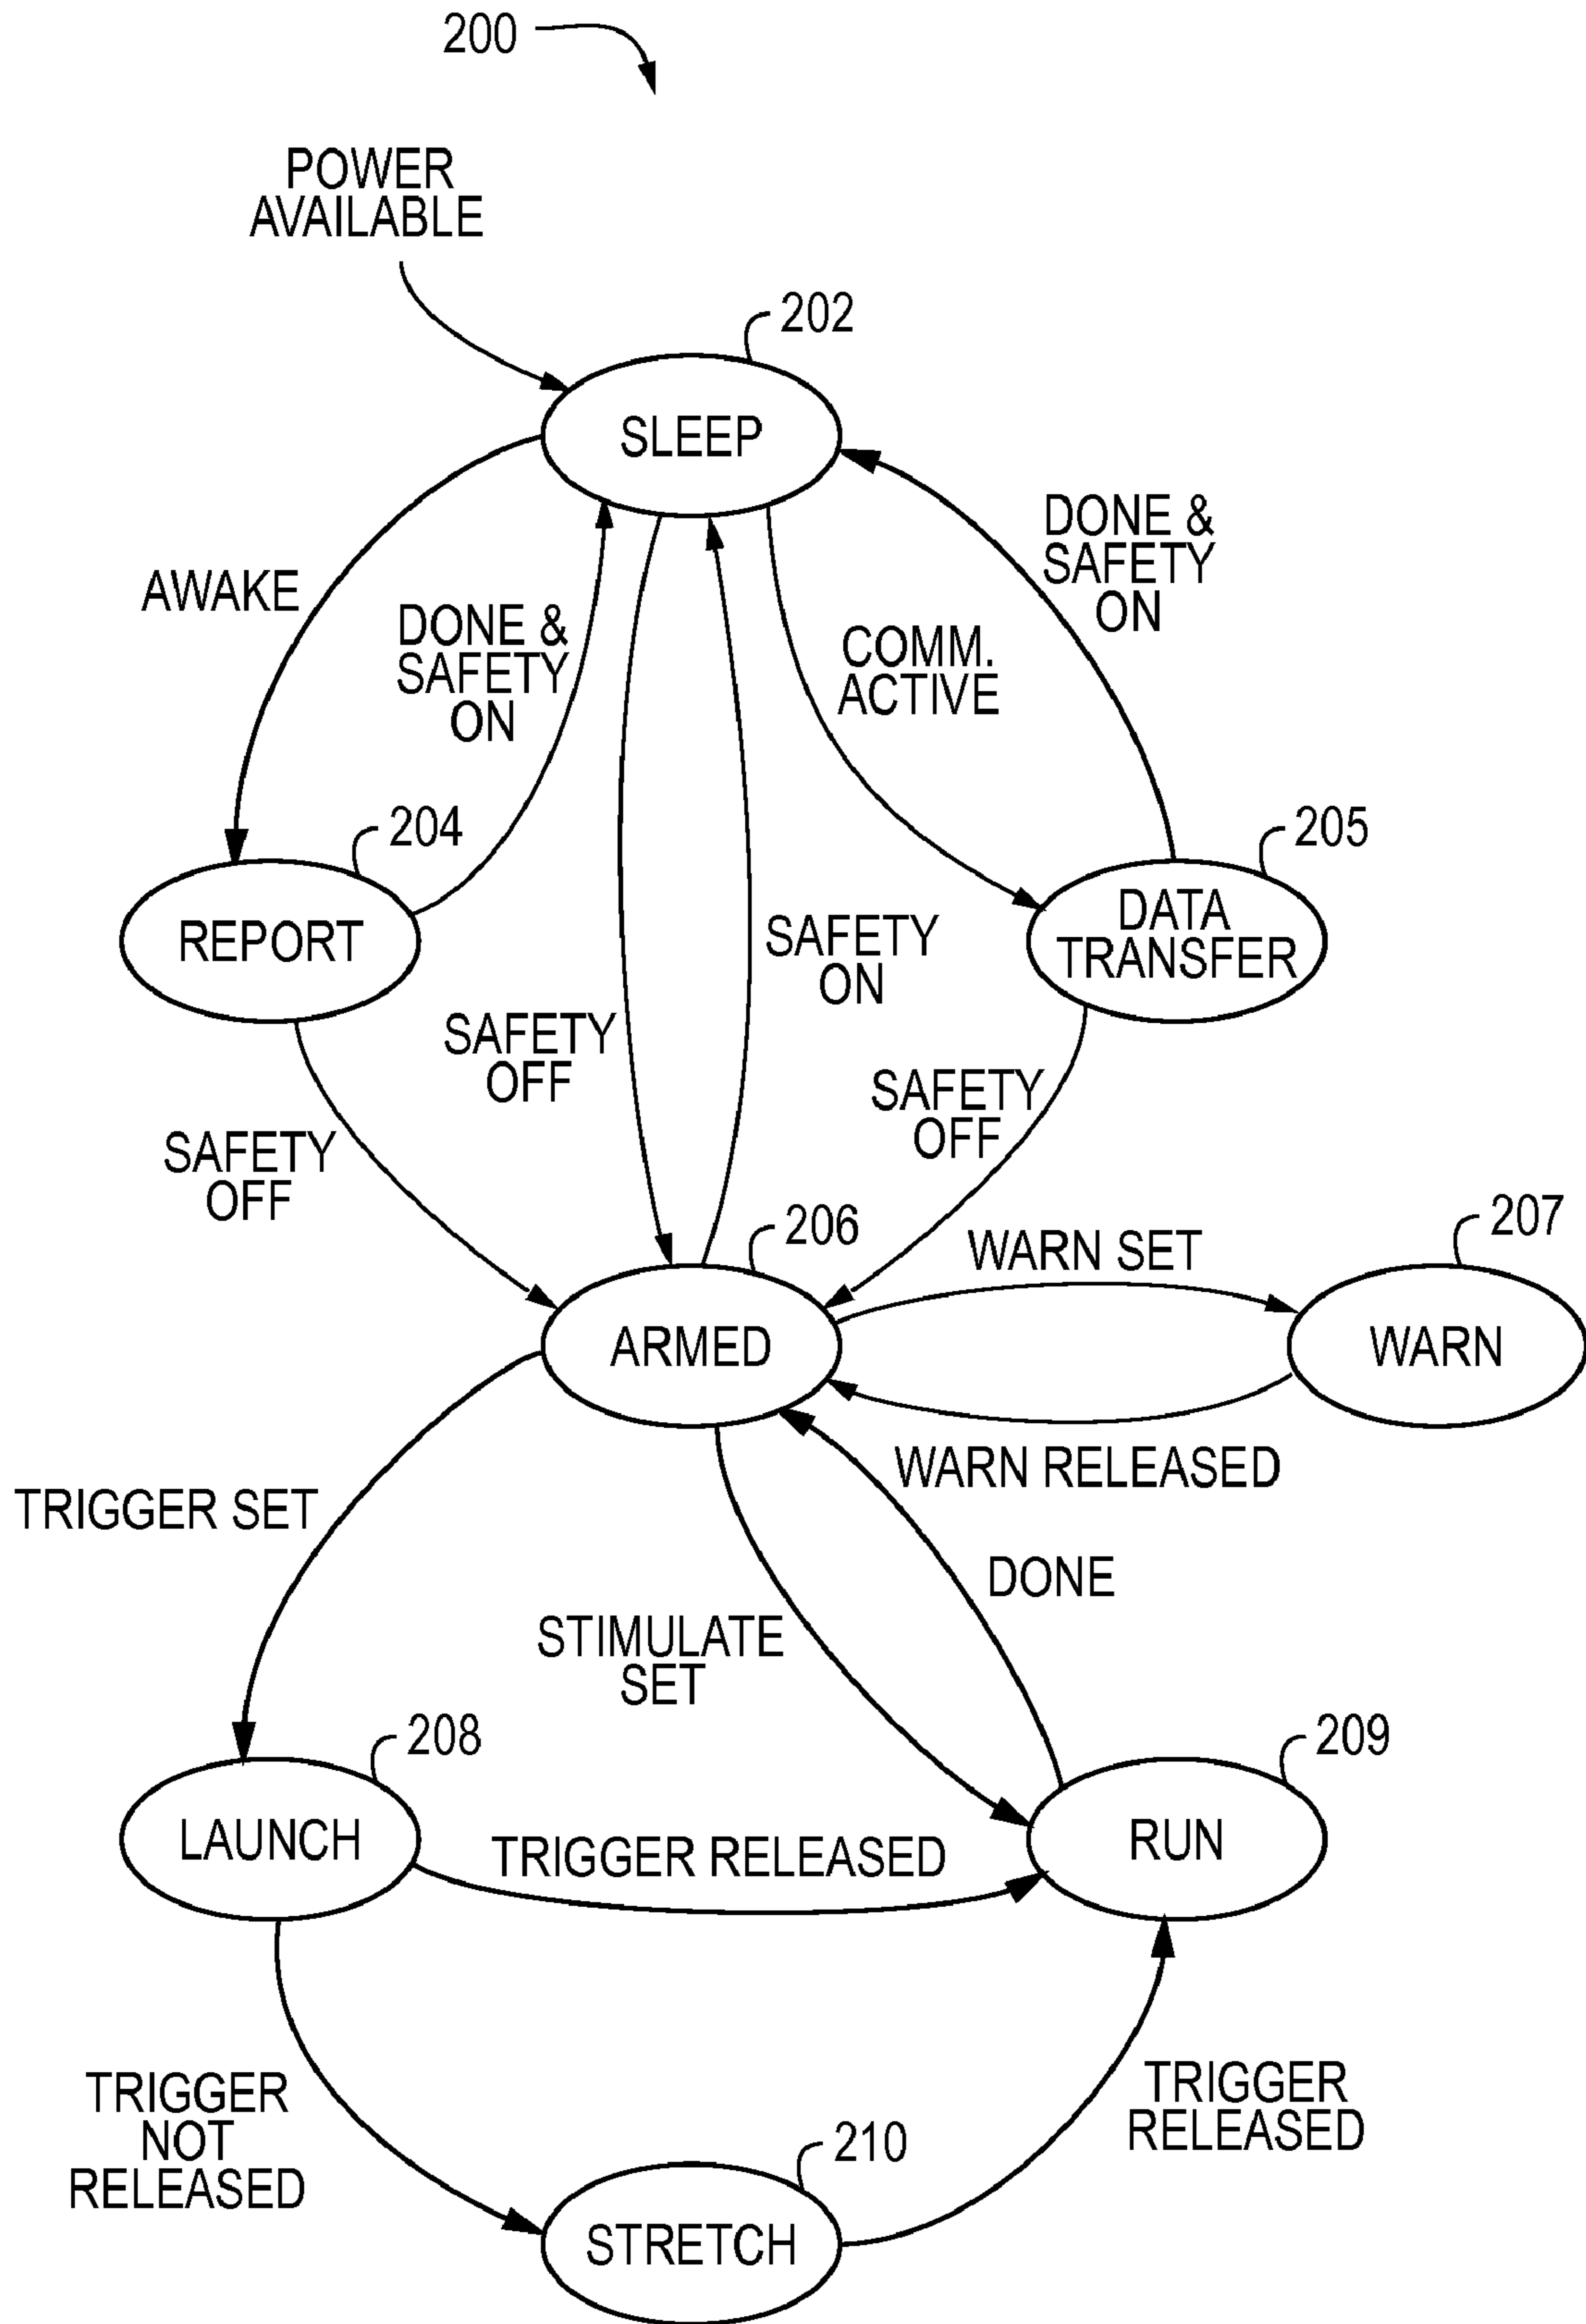 200
POWER
AVAILABLE
202
SLEEP
DONE &
SAFETY
ON
AWAKE
DONE &
SAFETY
ON
COMM.
ACTIVE
204
205
REPORT
DATA
TRANSFER
SAFETY
ON
SAFETY
OFF
SAFETY
OFF
SAFETY
OFF
206
207
WARN SET
ARMED
WARN
WARN RELEASED
TRIGGER SET
DONE
STIMULATE
SET
208
209
LAUNCH
RUN
TRIGGER RELEASED
TRIGGER
NOT
RELEASED
TRIGGER
RELEASED
210
STRETCH